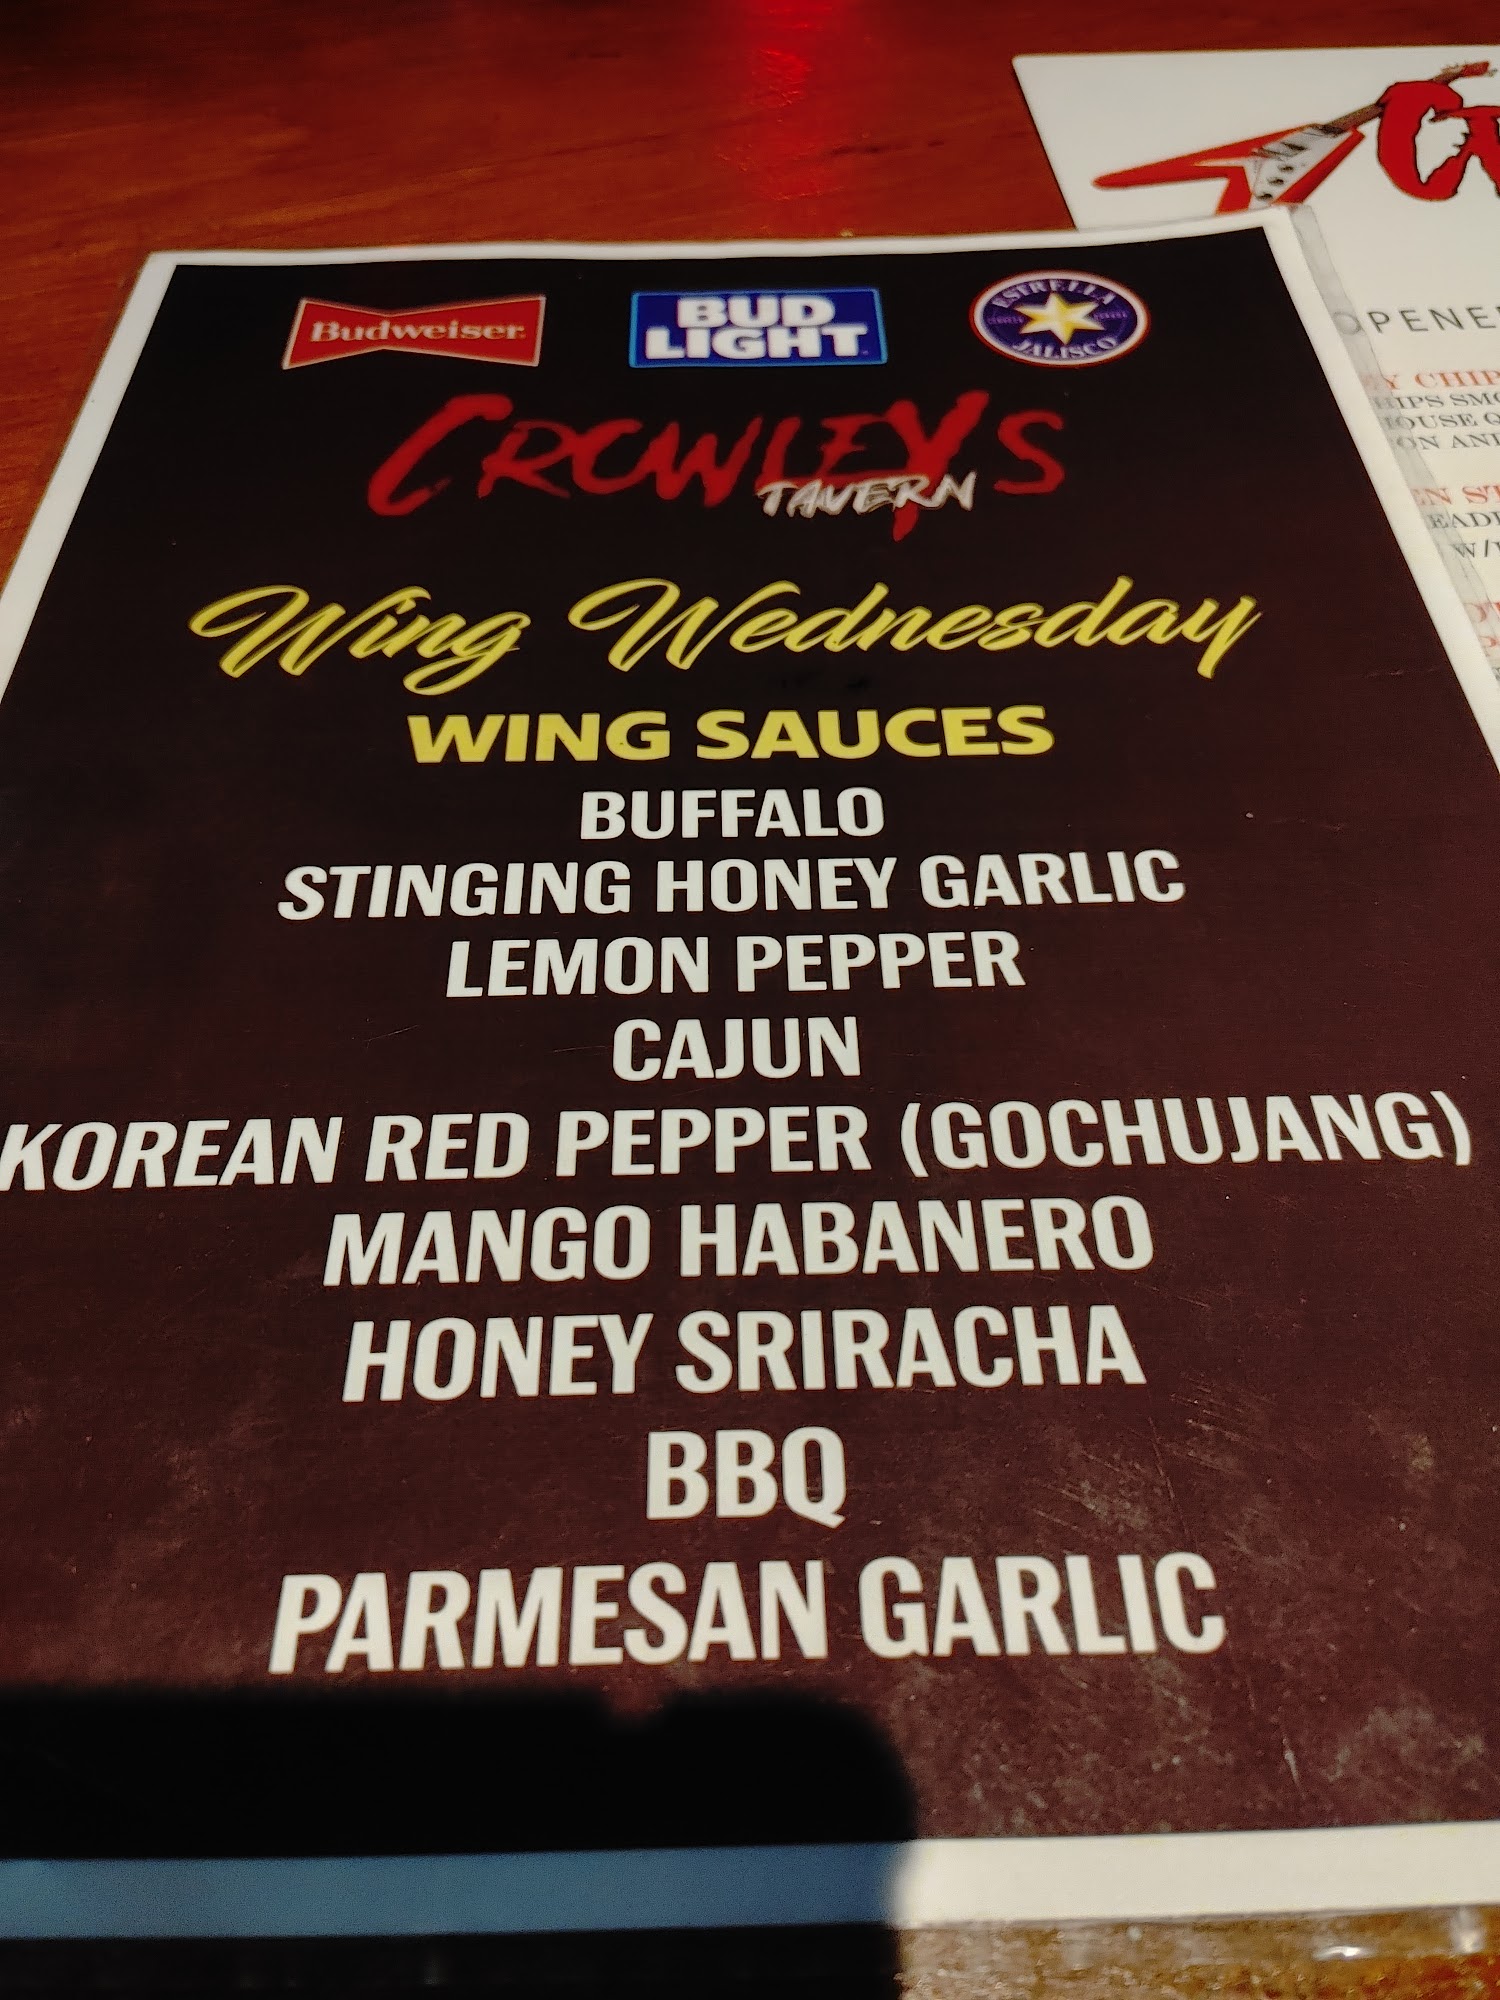 Budweiser
BUD
LIGHT
ESTRELLA
JALISCO
CROWLEYS
TAVERN
Wing Wednesday
WING SAUCES
BUFFALO
STINGING HONEY GARLIC
LEMON PEPPER
CAJUN
KOREAN RED PEPPER (GOCHUJANG)
MANGO HABANERO
HONEY SRIRACHA
BBQ
PARMESAN GARLIC